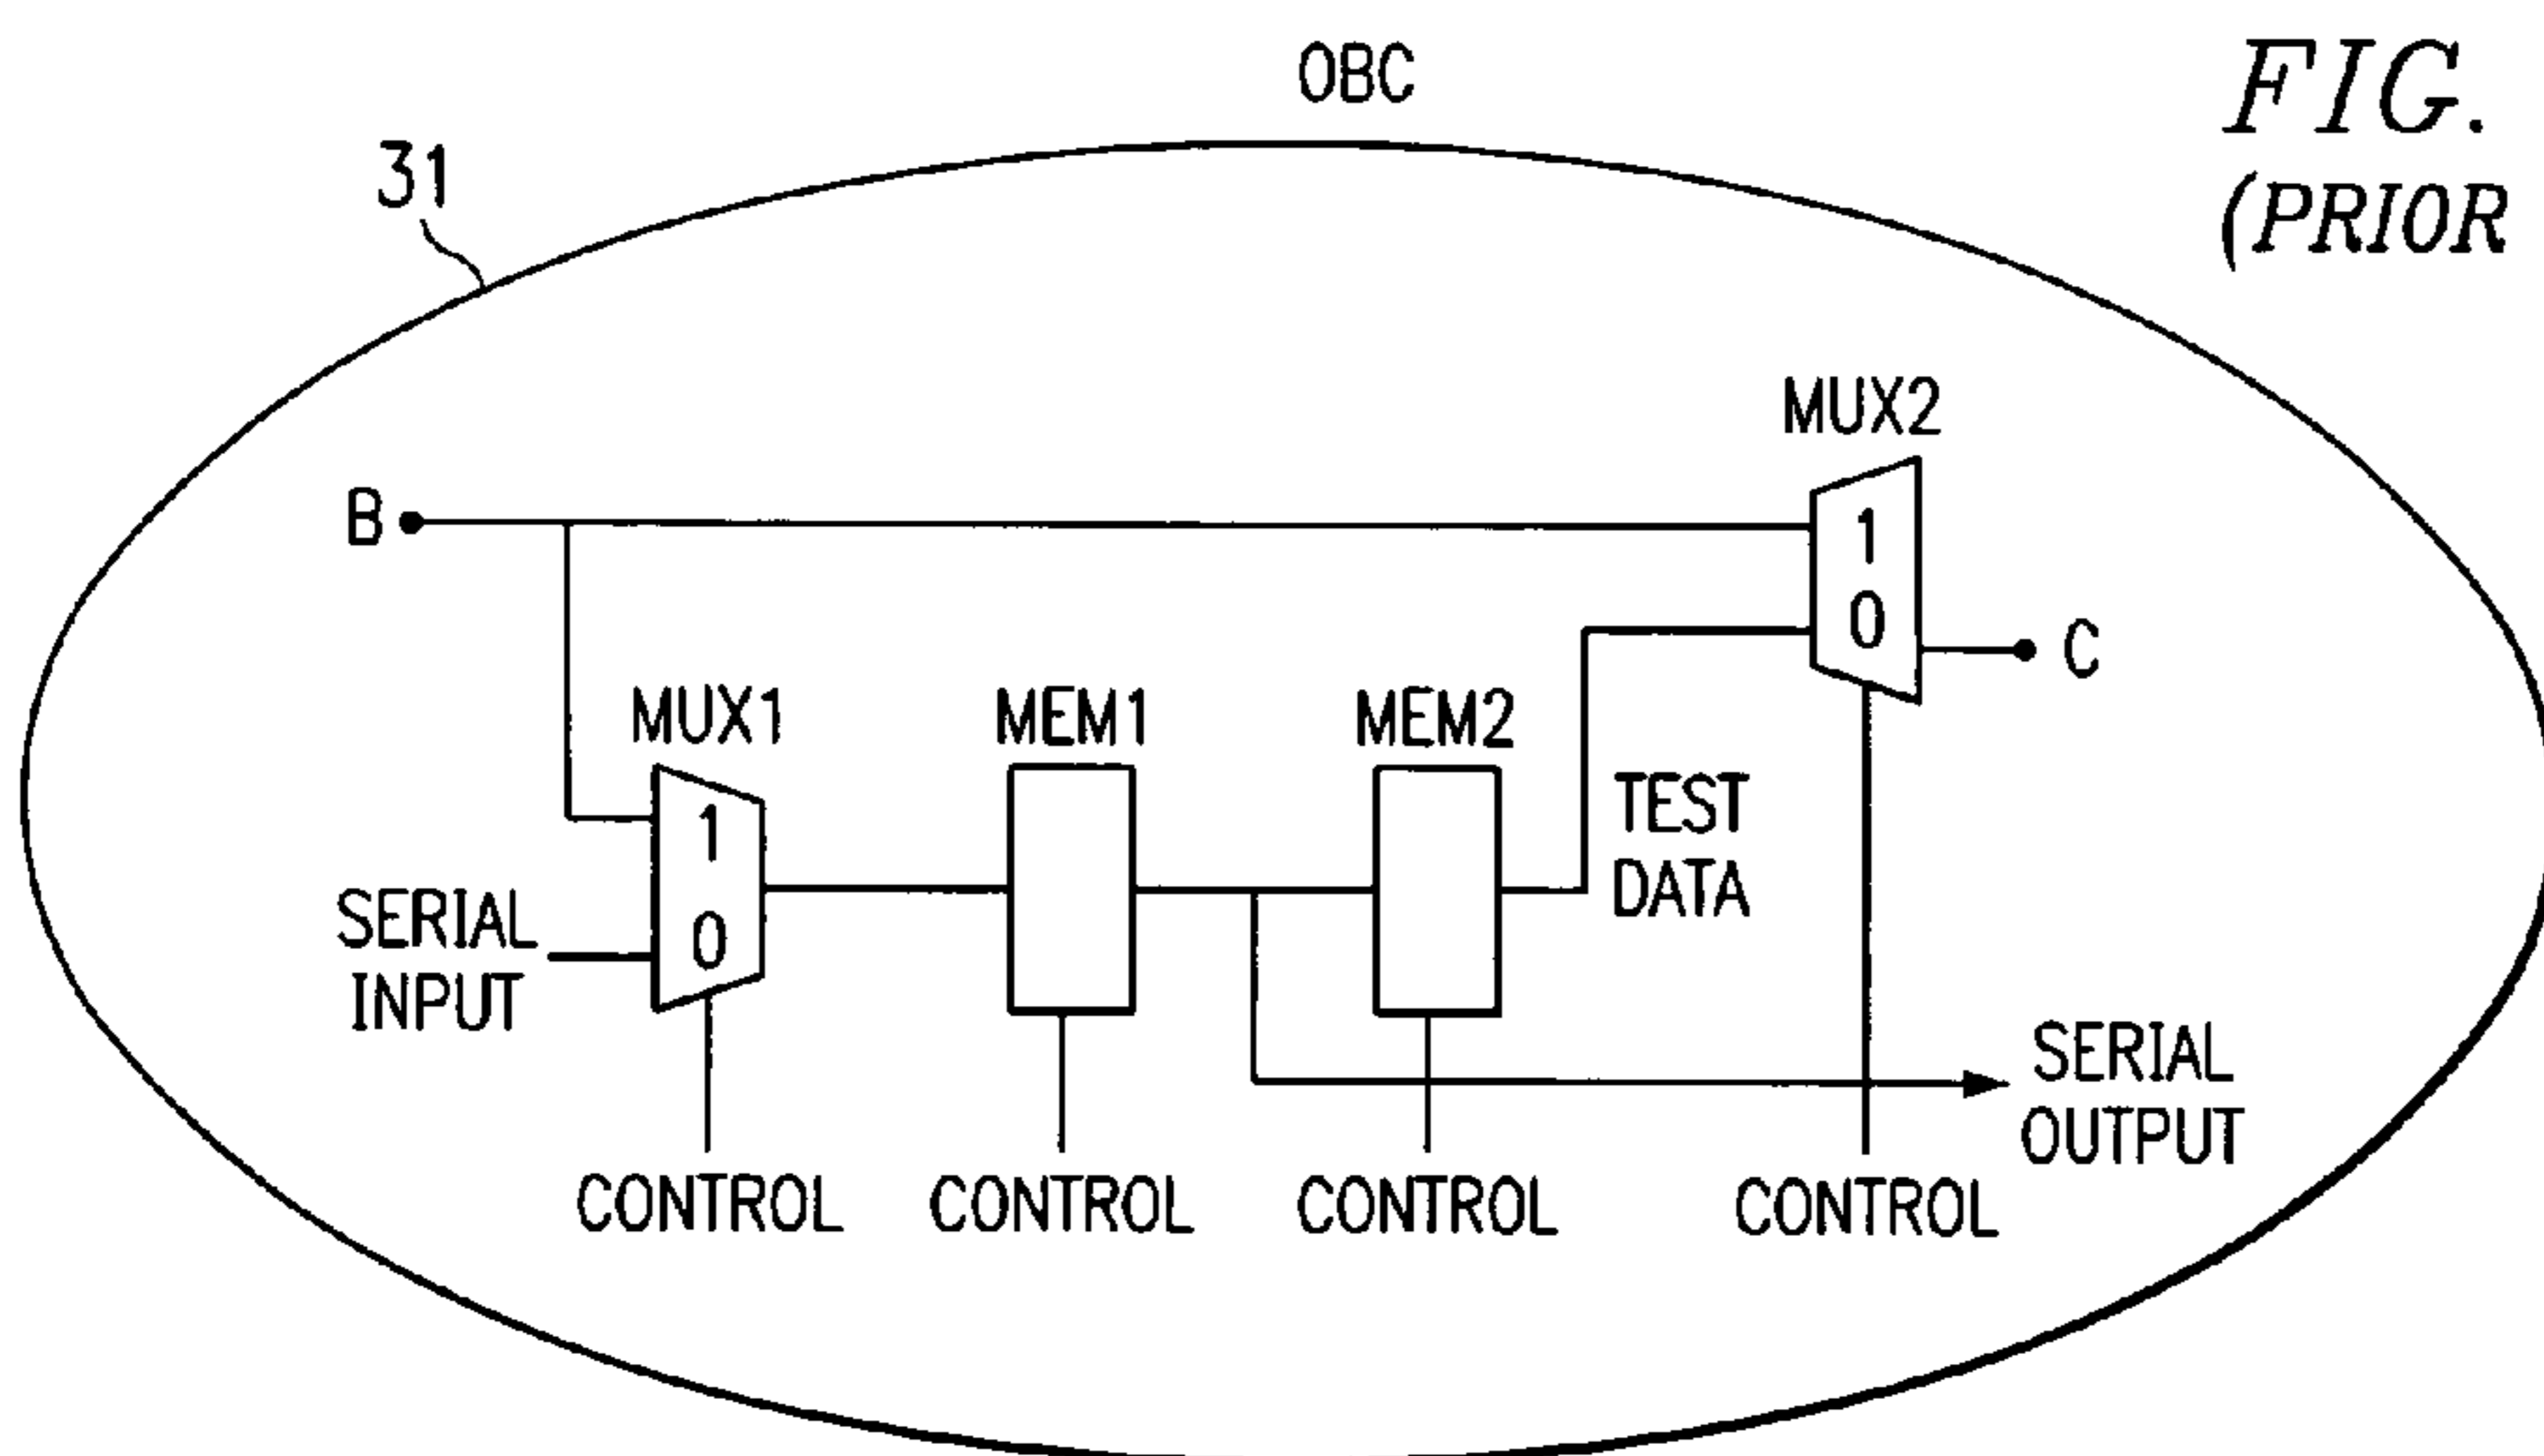 OBC
FIG.
(PRIOR
31
MUX2
B
1
0
C
MUX1
MEM1
MEM2
1
0
TEST
DATA
SERIAL
INPUT
SERIAL
OUTPUT
CONTROL
CONTROL
CONTROL
CONTROL